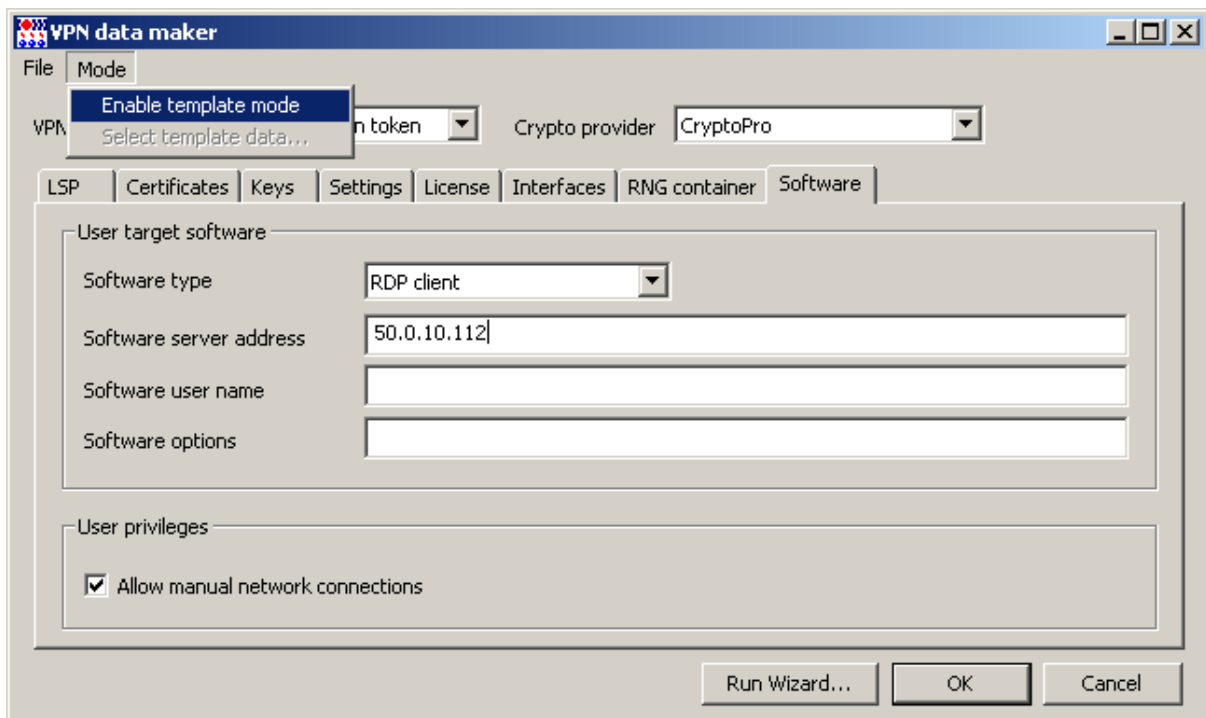 VPN data maker
File Mode
Enable template mode
Select template data...
VPN n token Crypto provider CryptoPro
LSP Certificates Keys Settings License Interfaces RNG container Software
User target software
Software type RDP client
Software server address 50.0.10.112
Software user name
Software options
User privileges
Allow manual network connections
Run Wizard... OK Cancel